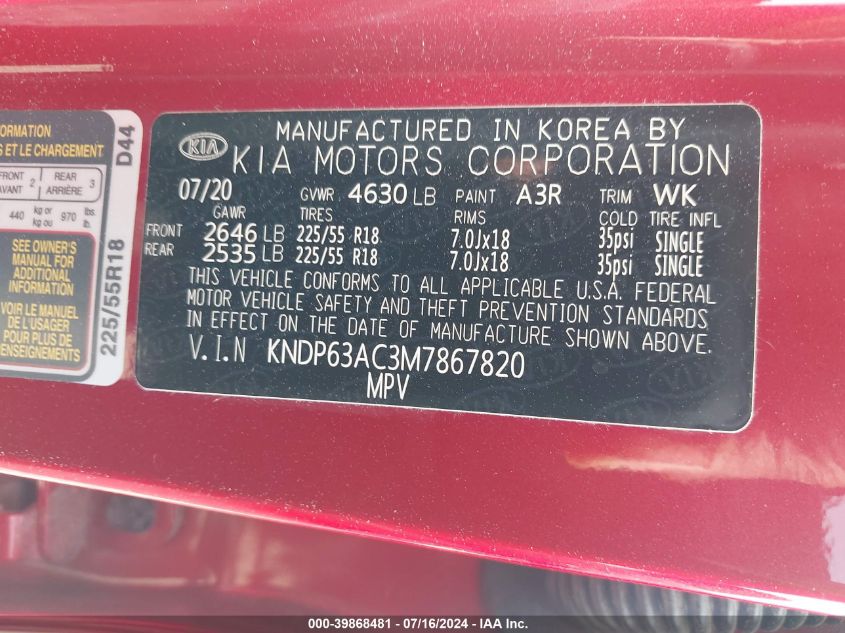 ORMATION
ET LE CHARGEMENT
FRONT AVANT 2 REAR ARRIÈRE 3
440 kg or kg ou 970 lbs. lb.
SEE OWNER'S
MANUAL FOR
ADDITIONAL
INFORMATION
VOIR LE MANUEL
DE L'USAGER
POUR PLUS DE
RENSEIGNEMENTS
225/55R18 D44
KIA
MANUFACTURED IN KOREA BY
KIA MOTORS CORPORATION
07/20 GVWR 4630 LB PAINT A3R TRIM WK
GAWR TIRES RIMS COLD TIRE INFL
FRONT 2646 LB 225/55 R18 7.0Jx18 35psi SINGLE
REAR 2535 LB 225/55 R18 7.0Jx18 35psi SINGLE
THIS VEHICLE CONFORMS TO ALL APPLICABLE U.S.A. FEDERAL
MOTOR VEHICLE SAFETY AND THEFT PREVENTION STANDARDS
IN EFFECT ON THE DATE OF MANUFACTURE SHOWN ABOVE.
V.I.N KNDP63AC3M7867820
MPV
000-39868481 - 07/16/2024 - IAAI Inc.